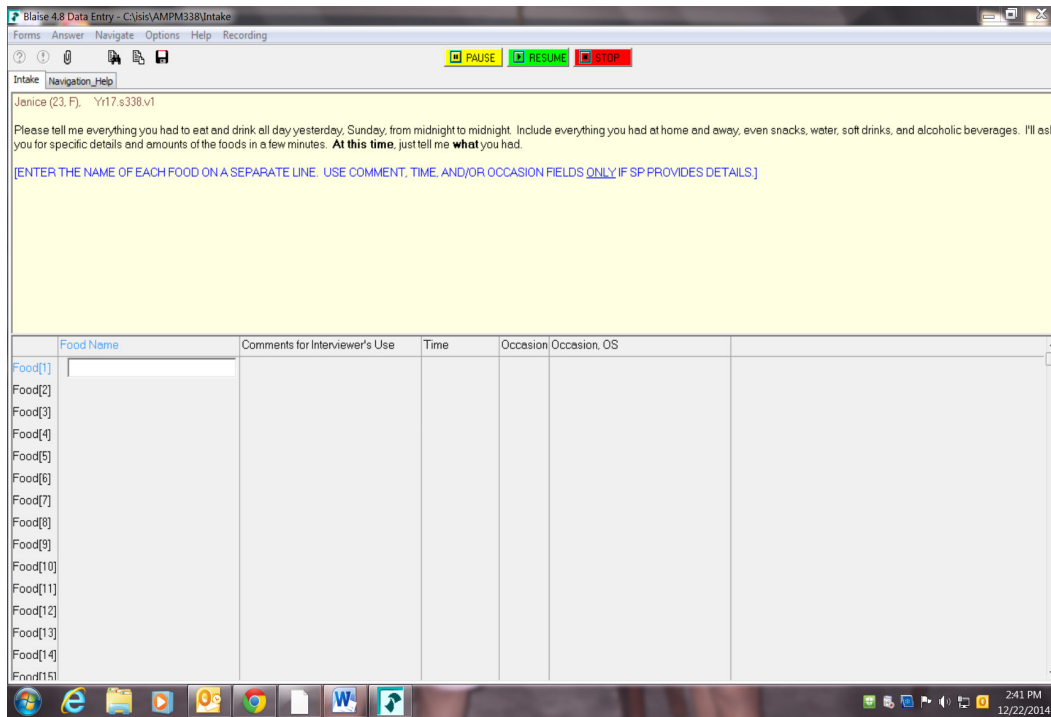 Blaise 4.8 Data Entry - C:\isis\AMPM338\Intake
Forms Answer Navigate Options Help Recording
PAUSE RESUME STOP
Intake Navigation_Help
Janice (23, F), Yr17.s338.v1
Please tell me everything you had to eat and drink all day yesterday, Sunday, from midnight to midnight. Include everything you had at home and away, even snacks, water, soft drinks, and alcoholic beverages. I'll ask
you for specific details and amounts of the foods in a few minutes. At this time, just tell me what you had.
[ENTER THE NAME OF EACH FOOD ON A SEPARATE LINE. USE COMMENT, TIME, AND/OR OCCASION FIELDS ONLY IF SP PROVIDES DETAILS.]
Food Name Comments for Interviewer's Use Time Occasion Occasion, OS
Food[1]
Food[2]
Food[3]
Food[4]
Food[5]
Food[6]
Food[7]
Food[8]
Food[9]
Food[10]
Food[11]
Food[12]
Food[13]
Food[14]
Food[15]
2:41 PM
12/22/2014